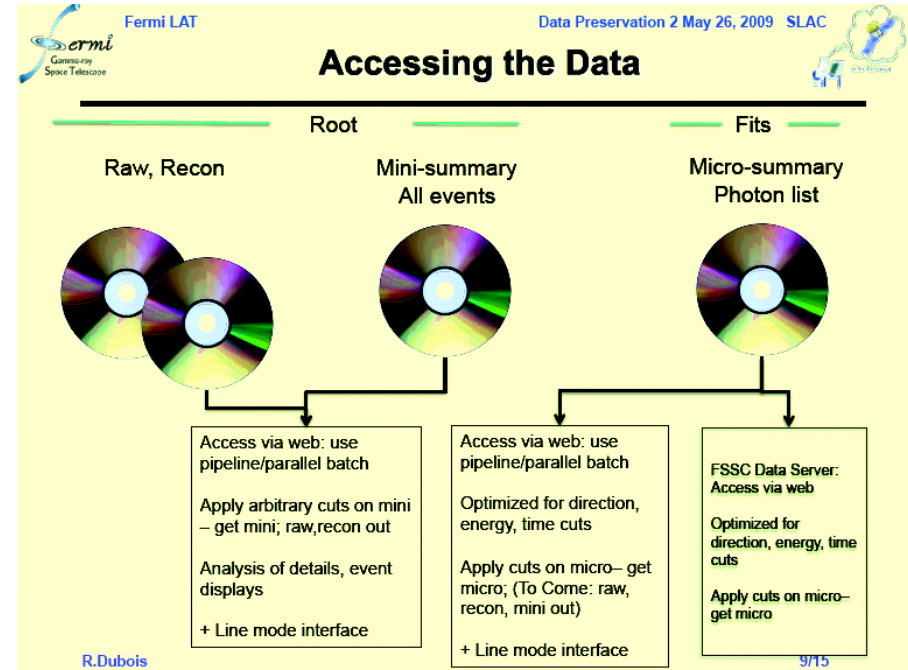 Fermi LAT
Data Preservation 2 May 26, 2009 SLAC
Fermi
Gamma-ray
Space Telescope
Accessing the Data
Root
Fits
Raw, Recon
Mini-summary
All events
Micro-summary
Photon list
Access via web: use
pipeline/parallel batch
Apply arbitrary cuts on mini
– get mini; raw,recon out
Analysis of details, event
displays
+ Line mode interface
Access via web: use
pipeline/parallel batch
Optimized for direction,
energy, time cuts
Apply cuts on micro– get
micro; (To Come: raw,
recon, mini out)
+ Line mode interface
FSSC Data Server:
Access via web
Optimized for
direction, energy, time
cuts
Apply cuts on micro–
get micro
R.Dubois
9/15